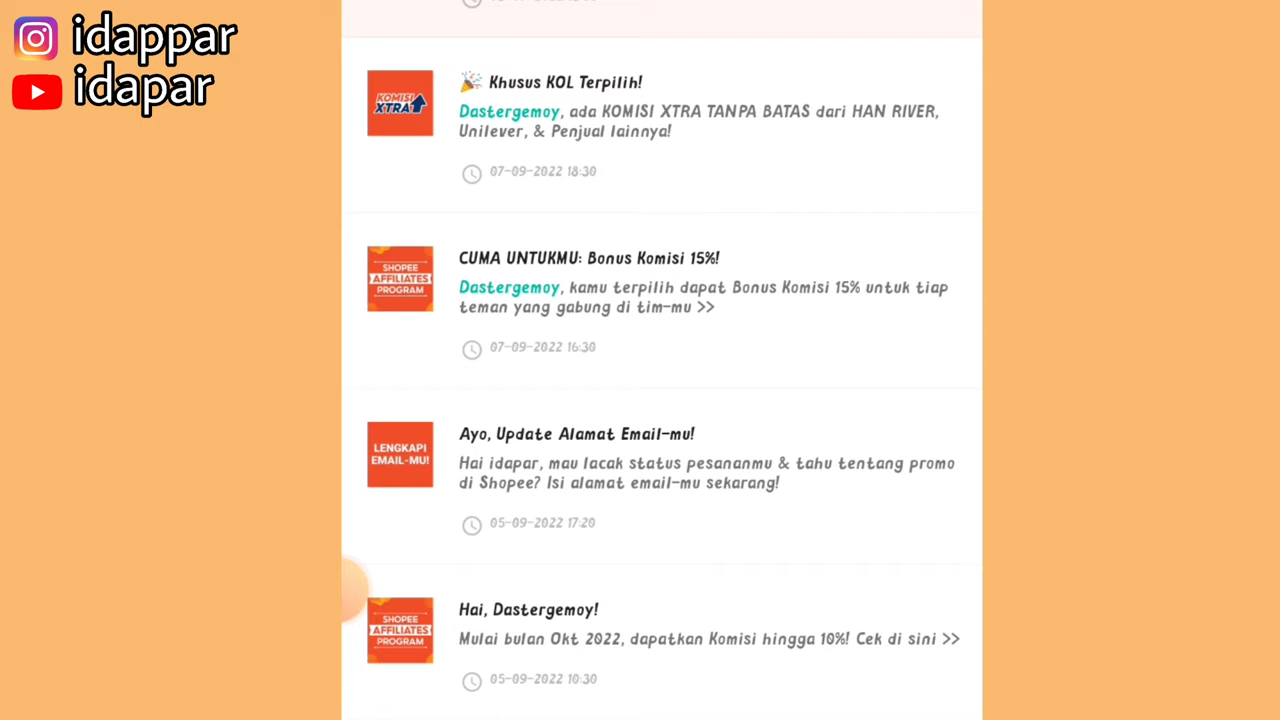 idappar
idapar
KOMISI
XTRA
Khusus KOL Terpilih!
Dastergemoy, ada KOMISI XTRA TANPA BATAS dari HAN RIVER,
Unilever, & Penjual lainnya!
07-09-2022 18:30
SHOPEE
AFFILIATES
PROGRAM
CUMA UNTUKMU: Bonus Komisi 15%!
Dastergemoy, kamu terpilih dapat Bonus Komisi 15% untuk tiap
teman yang gabung di tim-mu >>
07-09-2022 16:30
LENGKAPI
EMAIL-MU!
Ayo, Update Alamat Email-mu!
Hai idapar, mau lacak status pesananmu & tahu tentang promo
di Shopee? Isi alamat email-mu sekarang!
05-09-2022 17:20
SHOPEE
AFFILIATES
PROGRAM
Hai, Dastergemoy!
Mulai bulan Okt 2022, dapatkan Komisi hingga 10%! Cek di sini >>
05-09-2022 10:30